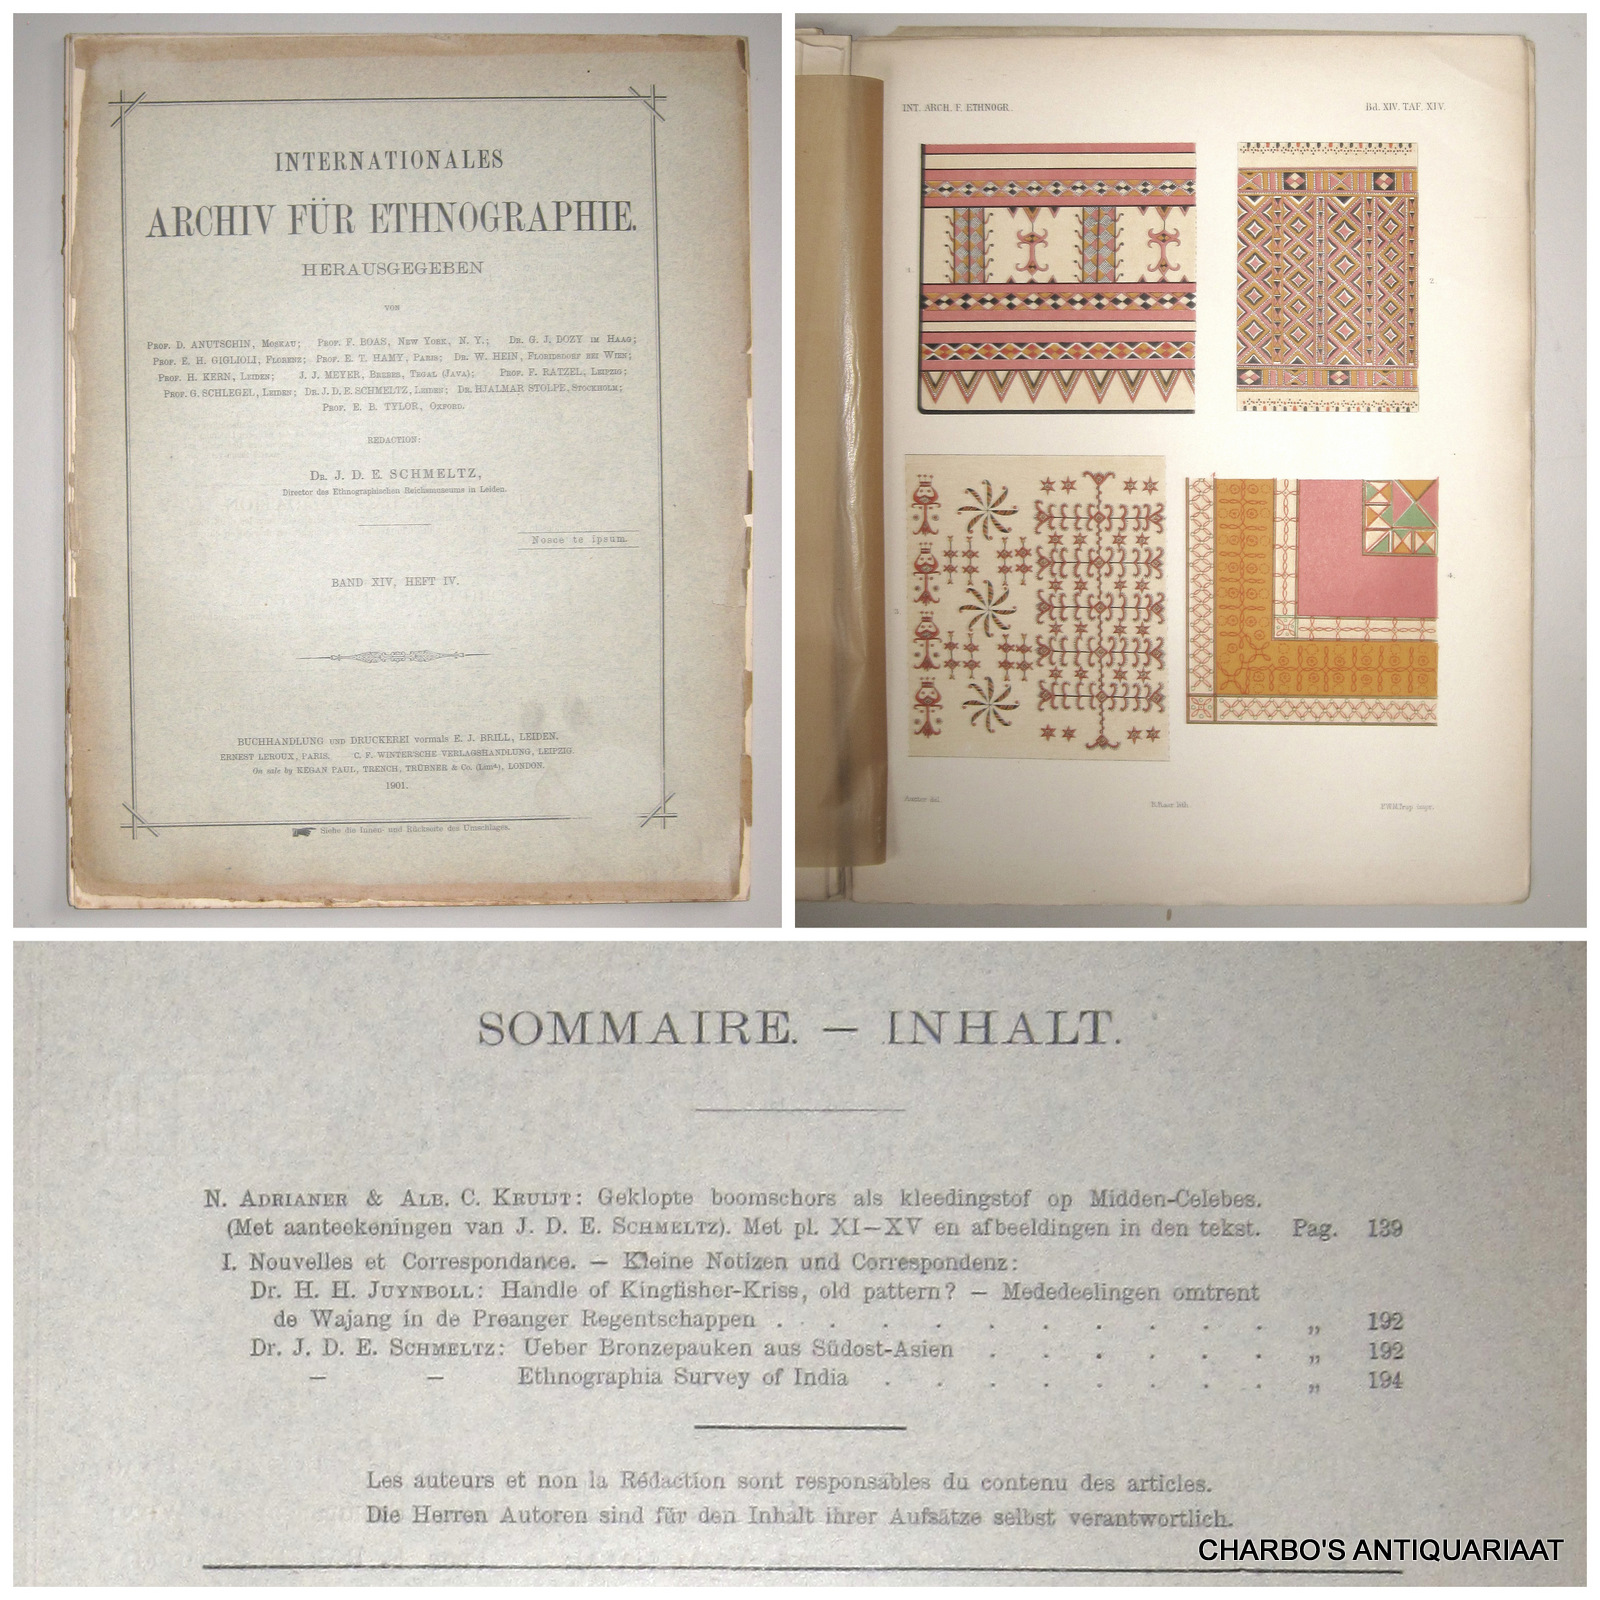 INTERNATIONALES
ARCHIV FÜR ETHNOGRAPHIE.
HERAUSGEGEBEN
VON
PROF. D. ANUTSCHIN, MOSKAU; PROF. F. BOAS, NEW YORK, N. Y.; DR. G. J. DOZY IM HAAG;
PROF. E. H. GIGLIOLI, FLORENZ; PROF. E. T. HAMY, PARIS; DR. W. HEIN, FLORIDSDORF BEI WIEN;
PROF. H. KERN, LEIDEN; J. J. MEYER, BREBES, TEGAL (JAVA); PROF. F. RATZEL, LEIPZIG;
PROF. G. SCHLEGEL, LEIDEN; DR. J. D. E. SCHMELTZ, LEIDEN; DR. HJALMAR STOLPE, STOCKHOLM;
PROF. E. B. TYLOR, OXFORD.
REDACTION:
DR. J. D. E. SCHMELTZ,
Director des Ethnographischen Reichsmuseums in Leiden.
Nosce te ipsum.
BAND XIV, HEFT IV.
BUCHHANDLUNG UND DRUCKEREI vormals E. J. BRILL, LEIDEN.
ERNEST LEROUX, PARIS. C. F. WINTER'SCHE VERLAGSHANDLUNG, LEIPZIG.
On sale by KEGAN PAUL, TRENCH, TRÜBNER & Co. (Limd.), LONDON.
1901.
Siehe die Innen- und Rückseite des Umschlages.
INT. ARCH. F. ETHNOGR. Bd. XIV. TAF. XIV.
1.
2.
3.
4.
del. lith. P.W.M.Trap impr.
SOMMAIRE. — INHALT.
N. ADRIANER & ALB. C. KRUIJT: Geklopte boomschors als kleedingstof op Midden-Celebes.
(Met aanteekeningen van J. D. E. SCHMELTZ). Met pl. XI—XV en afbeeldingen in den tekst. Pag. 139
I. Nouvelles et Correspondance. — Kleine Notizen und Correspondenz:
Dr. H. H. JUYNBOLL: Handle of Kingfisher-Kriss, old pattern? — Mededeelingen omtrent
de Wajang in de Preanger Regentschappen . . . . . . . . . . „ 192
Dr. J. D. E. SCHMELTZ: Ueber Bronzepauken aus Südost-Asien . . . . . . „ 192
— — Ethnographia Survey of India . . . . . . . . „ 194
Les auteurs et non la Rédaction sont responsables du contenu des articles.
Die Herren Autoren sind für den Inhalt ihrer Aufsätze selbst verantwortlich.
CHARBO'S ANTIQUARIAAT